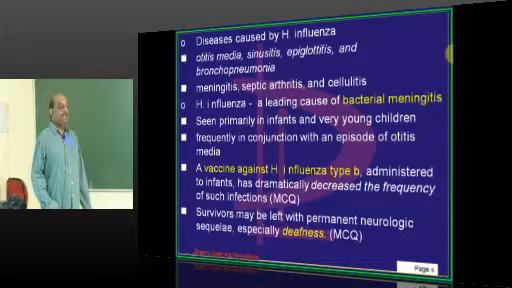 Diseases caused by H. influenza
otitis media, sinusitis, epiglottitis, and
bronchopneumonia
meningitis, septic arthritis, and cellulitis
H. i nfluenza - a leading cause of bacterial meningitis
Seen primarily in infants and very young children
frequently in conjunction with an episode of otitis
media
A vaccine against H. i nfluenza type b, administered
to infants, has dramatically decreased the frequency
of such infections (MCQ)
Survivors may be left with permanent neurologic
sequelae, especially deafness. (MCQ)
Page